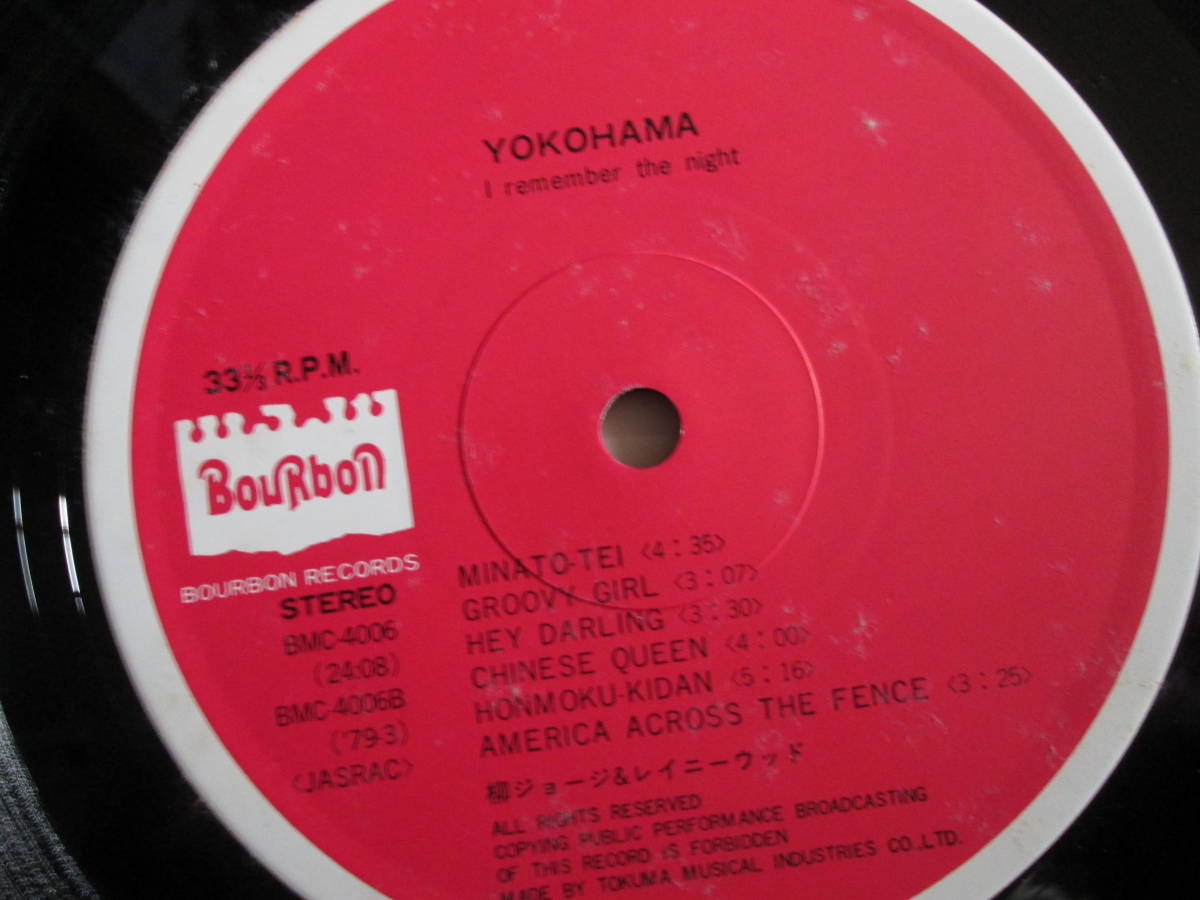 YOKOHAMA
I remember the night
33⅓ R.P.M.
BouRboN
BOURBON RECORDS
STEREO
BMC-4006
(24:08)
BMC-4006B
('79・3)
<JASRAC>
MINATO-TEI <4:35>
GROOVY GIRL <3:07>
HEY DARLING <3:30>
CHINESE QUEEN <4:00>
HONMOKU-KIDAN <5:16>
AMERICA ACROSS THE FENCE <3:25>
柳ジョージ&レイニーウッド
ALL RIGHTS RESERVED
COPYING PUBLIC PERFORMANCE BROADCASTING
OF THIS RECORD IS FORBIDDEN
MADE BY TOKUMA MUSICAL INDUSTRIES CO.,LTD.